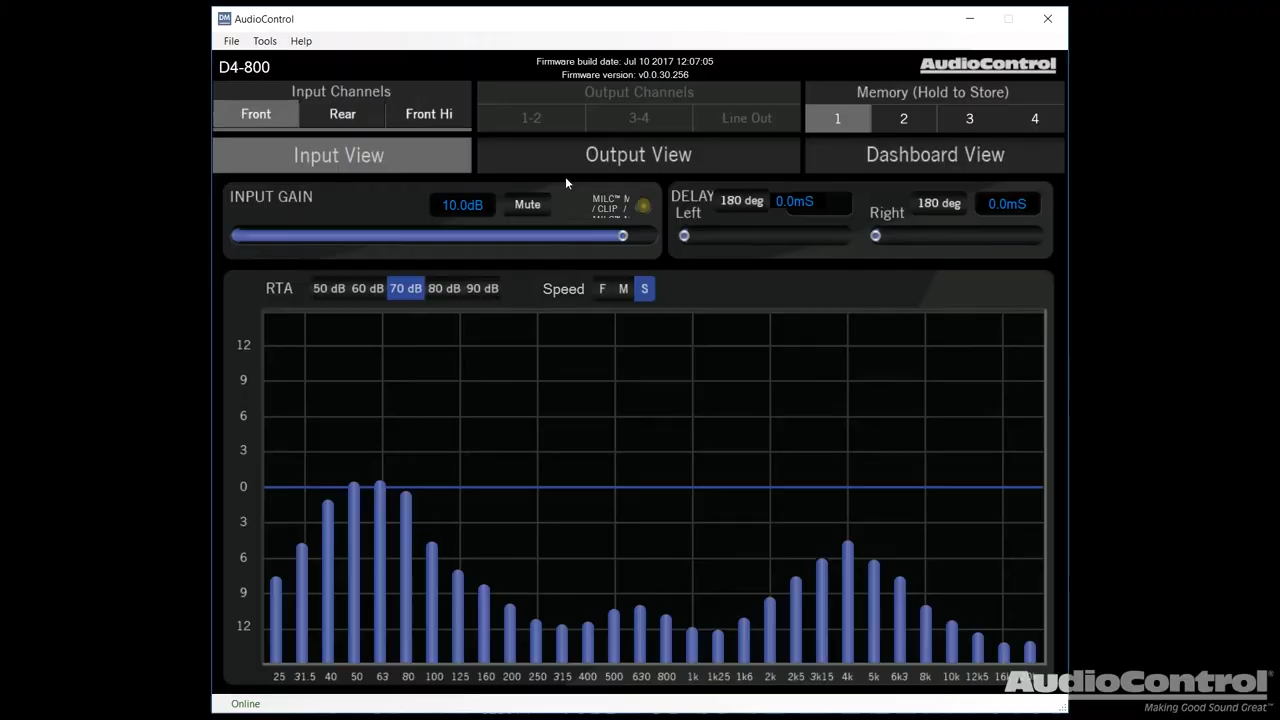 AudioControl
File Tools Help
D4-800
Firmware build date: Jul 10 2017 12:07:05
Firmware version: v0.0.30.256
AudioControl
Input Channels
Front Rear Front Hi
Output Channels
1-2 3-4 Line Out
Memory (Hold to Store)
1 2 3 4
Input View Output View Dashboard View
INPUT GAIN 10.0dB Mute
MILC™
/ CLIP /
DELAY
Left 180 deg 0.0mS
Right 180 deg 0.0mS
RTA 50 dB 60 dB 70 dB 80 dB 90 dB Speed F M S
12
9
6
3
0
3
6
9
12
25 31.5 40 50 63 80 100 125 160 200 250 315 400 500 630 800 1k 1k25 1k6 2k 2k5 3k15 4k 5k 6k3 8k 10k 12k5
AudioControl
Making Good Sound Great™
Online